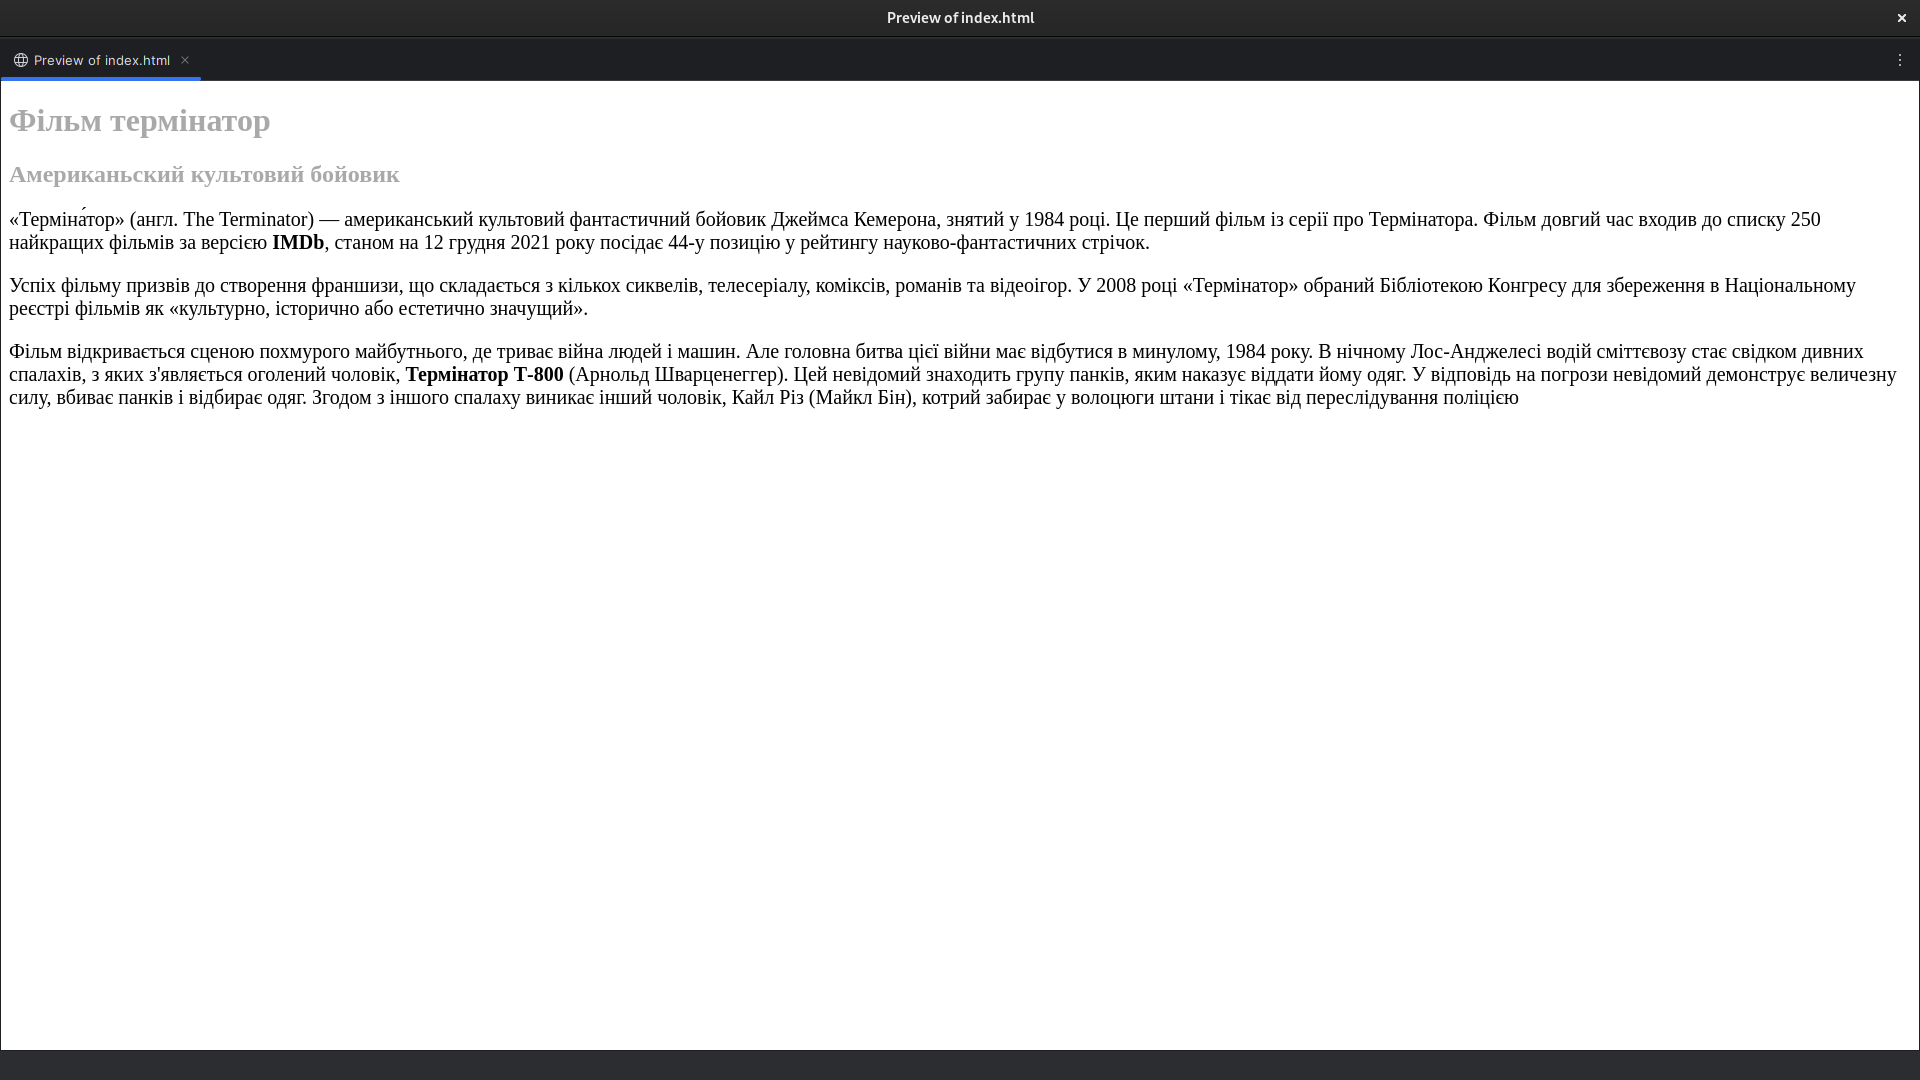 Preview of index.html
Preview of index.html
Фільм термінатор
Американьский культовий бойовик
«Терміна́тор» (англ. The Terminator) — американський культовий фантастичний бойовик Джеймса Кемерона, знятий у 1984 році. Це перший фільм із серії про Термінатора. Фільм довгий час входив до списку 250
найкращих фільмів за версією IMDb, станом на 12 грудня 2021 року посідає 44-у позицію у рейтингу науково-фантастичних стрічок.
Успіх фільму призвів до створення франшизи, що складається з кількох сиквелів, телесеріалу, коміксів, романів та відеоігор. У 2008 році «Термінатор» обраний Бібліотекою Конгресу для збереження в Національному
реєстрі фільмів як «культурно, історично або естетично значущий».
Фільм відкривається сценою похмурого майбутнього, де триває війна людей і машин. Але головна битва цієї війни має відбутися в минулому, 1984 року. В нічному Лос-Анджелесі водій сміттєвозу стає свідком дивних
спалахів, з яких з'являється оголений чоловік, Термінатор Т-800 (Арнольд Шварценеггер). Цей невідомий знаходить групу панків, яким наказує віддати йому одяг. У відповідь на погрози невідомий демонструє величезну
силу, вбиває панків і відбирає одяг. Згодом з іншого спалаху виникає інший чоловік, Кайл Різ (Майкл Бін), котрий забирає у волоцюги штани і тікає від переслідування поліцією